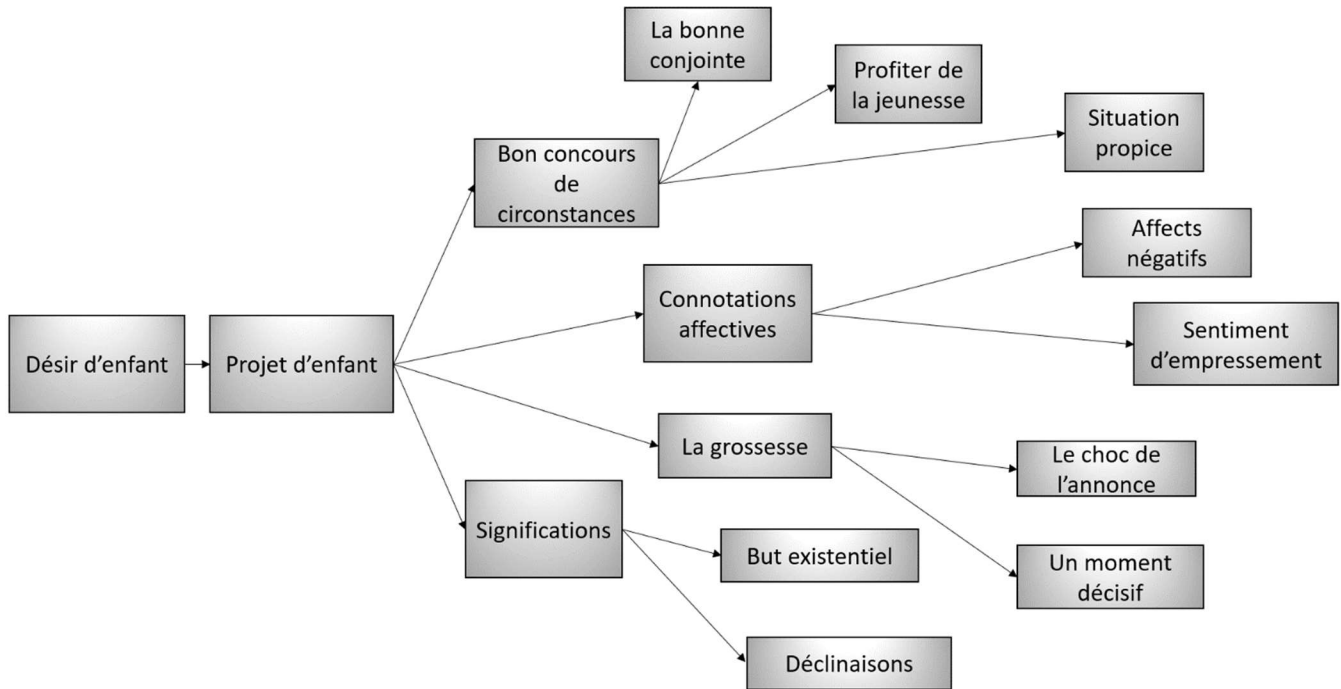 La bonne
conjointe
Profiter de
la jeunesse
Situation
propice
Bon concours
de
circonstances
Affects
négatifs
Connotations
affectives
Sentiment
d’empressement
Désir d’enfant
Projet d’enfant
La grossesse
Le choc de
l’annonce
Significations
But existentiel
Un moment
décisif
Déclinaisons